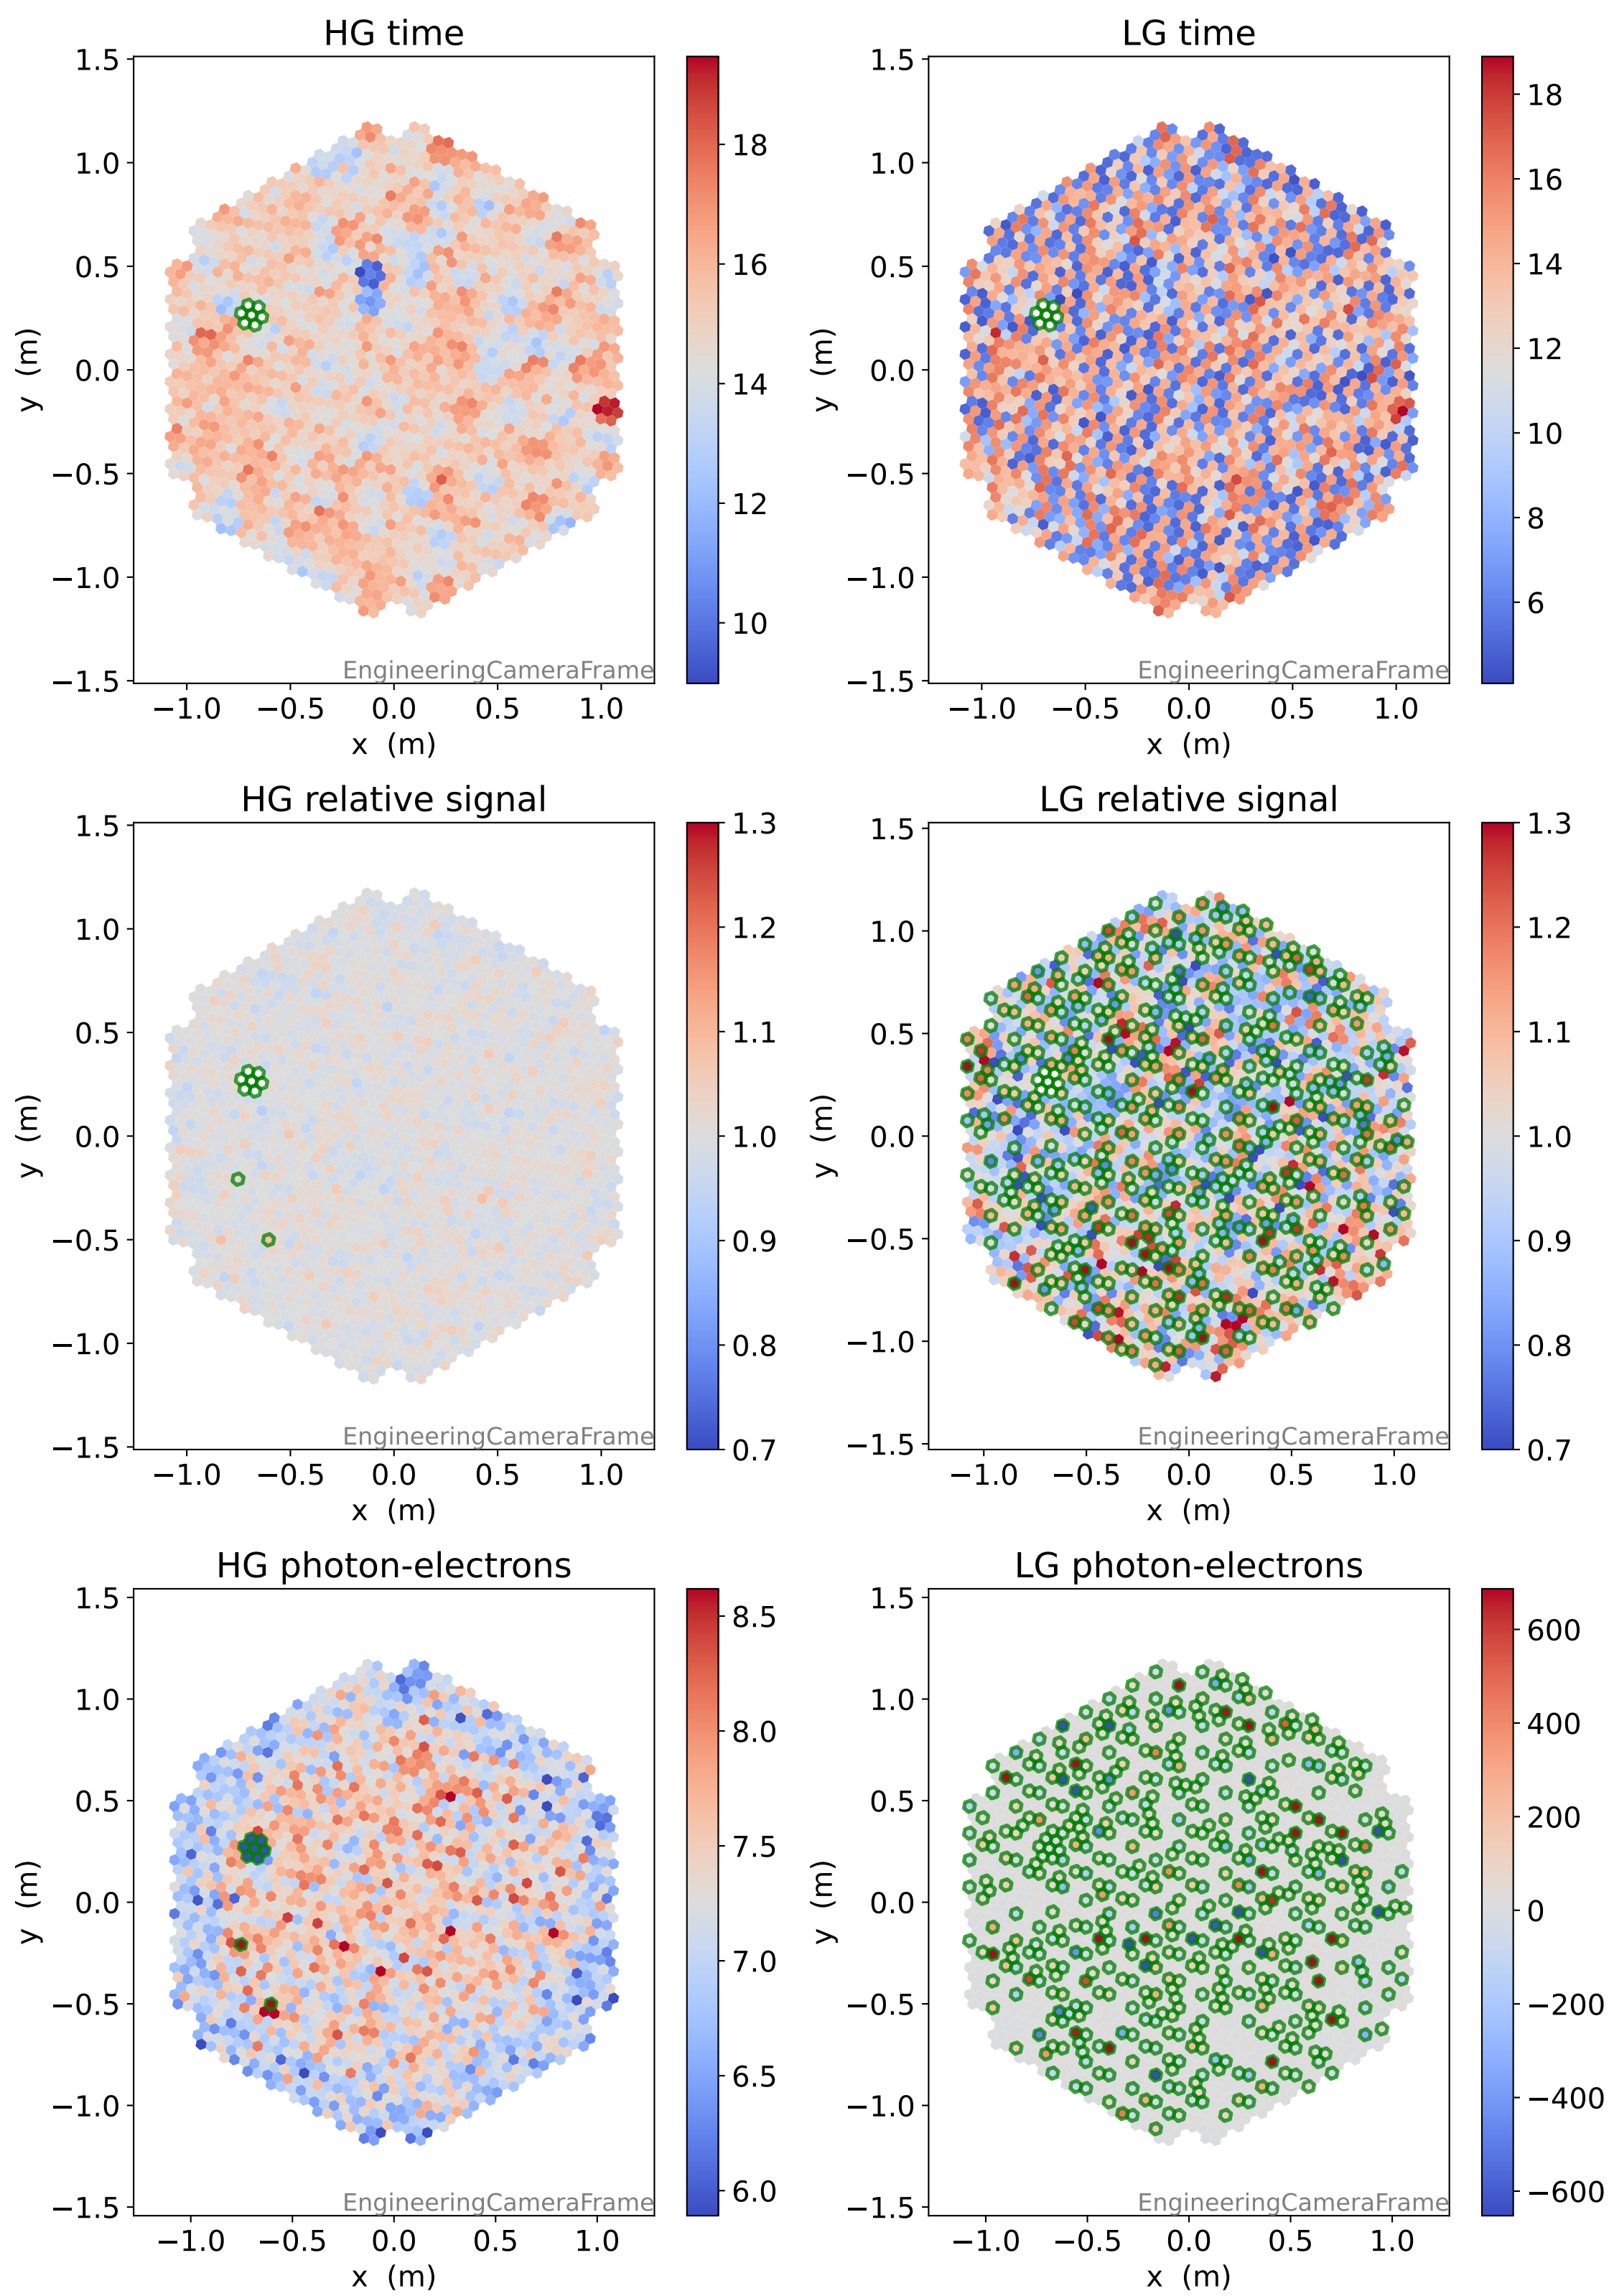 HG time
1.5
1.0
0.5
0.0
−0.5
−1.0
−1.5
y (m)
EngineeringCameraFrame
−1.0 −0.5 0.0 0.5 1.0
x (m)
18
16
14
12
10
LG time
1.5
1.0
0.5
0.0
−0.5
−1.0
−1.5
y (m)
EngineeringCameraFrame
−1.0 −0.5 0.0 0.5 1.0
x (m)
18
16
14
12
10
8
6
HG relative signal
1.5
1.0
0.5
0.0
−0.5
−1.0
−1.5
y (m)
EngineeringCameraFrame
−1.0 −0.5 0.0 0.5 1.0
x (m)
1.3
1.2
1.1
1.0
0.9
0.8
0.7
LG relative signal
1.5
1.0
0.5
0.0
−0.5
−1.0
−1.5
y (m)
EngineeringCameraFrame
−1.0 −0.5 0.0 0.5 1.0
x (m)
1.3
1.2
1.1
1.0
0.9
0.8
0.7
HG photon-electrons
1.5
1.0
0.5
0.0
−0.5
−1.0
−1.5
y (m)
EngineeringCameraFrame
−1.0 −0.5 0.0 0.5 1.0
x (m)
8.5
8.0
7.5
7.0
6.5
6.0
LG photon-electrons
1.5
1.0
0.5
0.0
−0.5
−1.0
−1.5
y (m)
EngineeringCameraFrame
−1.0 −0.5 0.0 0.5 1.0
x (m)
600
400
200
0
−200
−400
−600